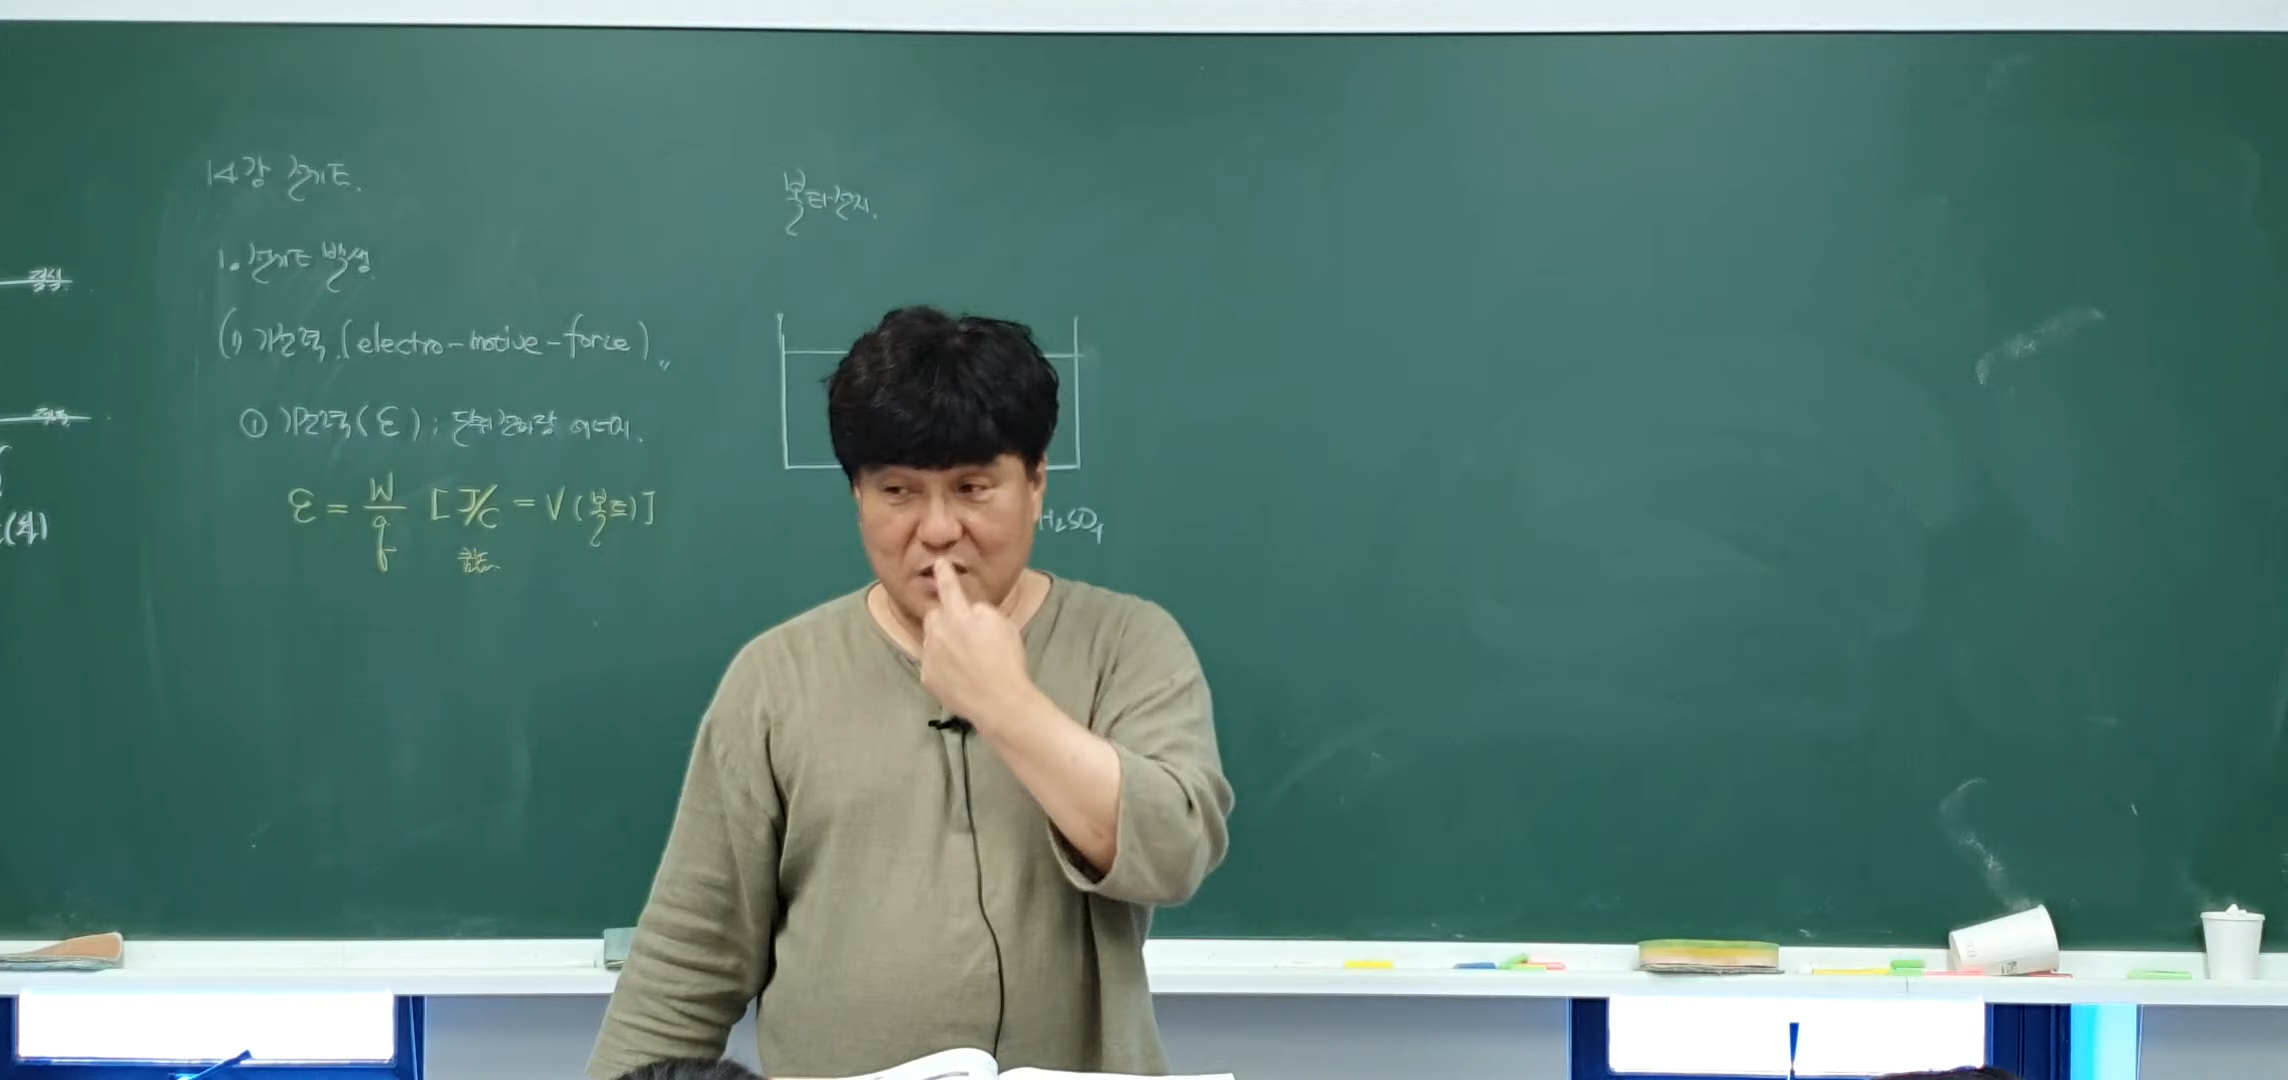 14강 전기E.
1. 전기E 발생
(1) 기전력.(electro-motive-force)〃
① 기전력(ε) : 단위전하량 에너지.
ε = W/q [J/C = V(볼트)]
쿨롱
볼타전지.
H₂SO₄